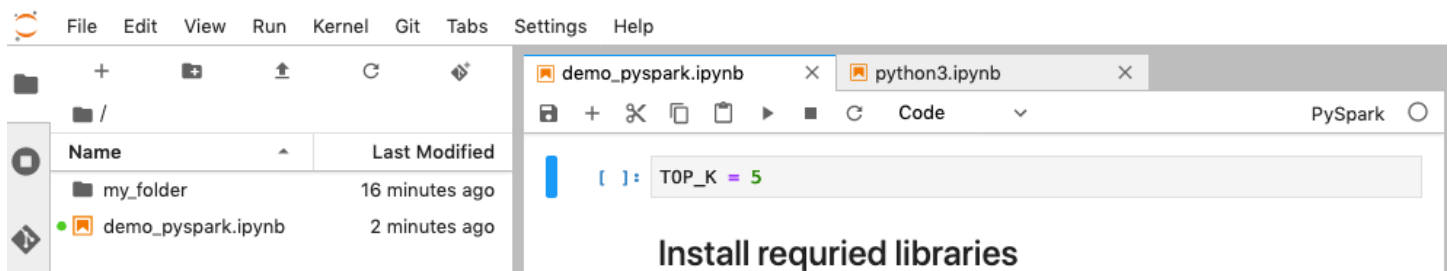 File Edit View Run Kernel Git Tabs Settings Help
demo_pyspark.ipynb
python3.ipynb
/
Code
PySpark
Name Last Modified
my_folder 16 minutes ago
demo_pyspark.ipynb 2 minutes ago
[ ]: TOP_K = 5
Install requried libraries